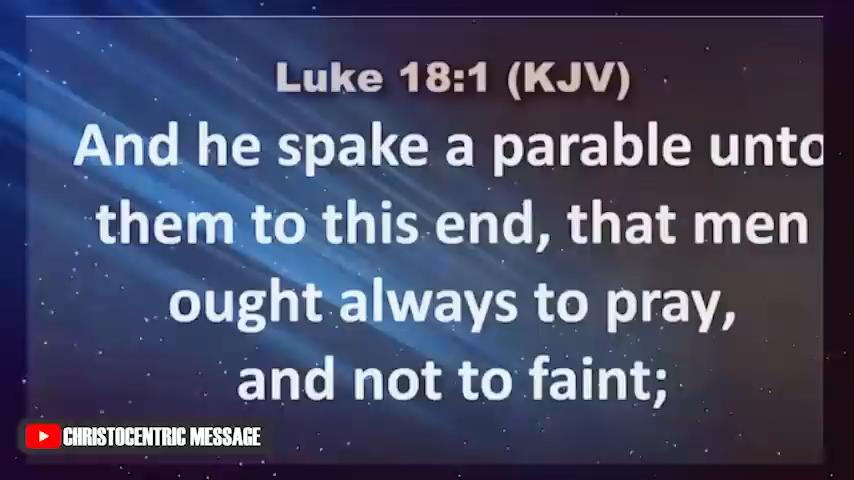 Luke 18:1 (KJV)
And he spake a parable unto
them to this end, that men
ought always to pray,
and not to faint;
CHRISTOCENTRIC MESSAGE